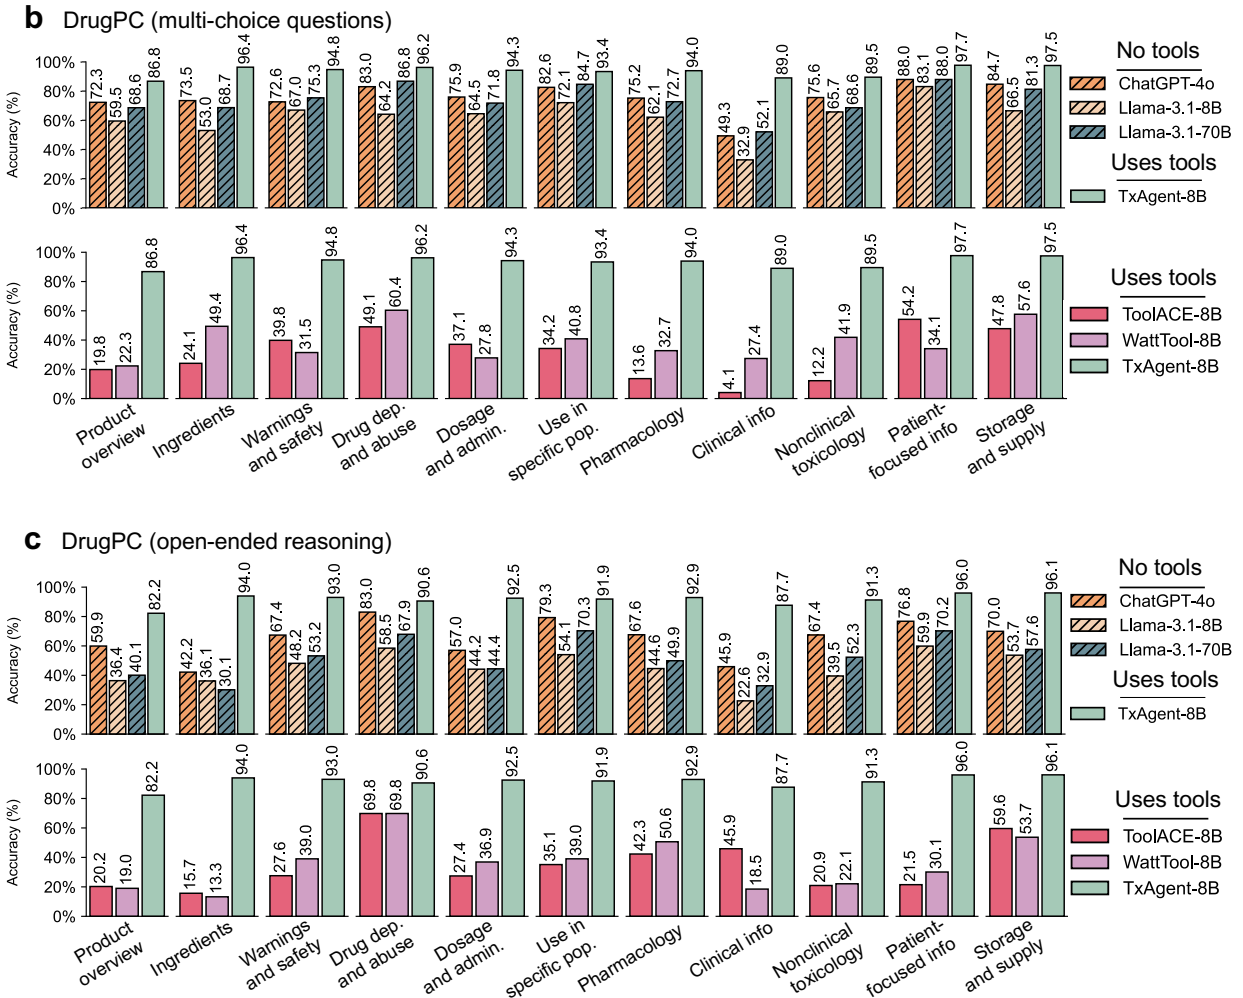 b DrugPC (multi-choice questions)
Accuracy (%)
100%
80%
60%
40%
20%
0%
72.3 59.5 68.6 86.8
73.5 53.0 68.7 96.4
72.6 67.0 75.3 94.8
83.0 64.2 86.8 96.2
75.9 64.5 71.8 94.3
82.6 72.1 84.7 93.4
75.2 62.1 72.7 94.0
49.3 32.9 52.1 89.0
75.6 65.7 68.6 89.5
88.0 83.1 88.0 97.7
84.7 66.5 81.3 97.5
No tools
ChatGPT-4o
Llama-3.1-8B
Llama-3.1-70B
Uses tools
TxAgent-8B
Accuracy (%)
100%
80%
60%
40%
20%
0%
19.8 22.3 86.8
24.1 49.4 96.4
39.8 31.5 94.8
49.1 60.4 96.2
37.1 27.8 94.3
34.2 40.8 93.4
13.6 32.7 94.0
4.1 27.4 89.0
12.2 41.9 89.5
54.2 34.1 97.7
47.8 57.6 97.5
Uses tools
ToolACE-8B
WattTool-8B
TxAgent-8B
Product
overview
Ingredients
Warnings
and safety
Drug dep.
and abuse
Dosage
and admin.
Use in
specific pop.
Pharmacology
Clinical info
Nonclinical
toxicology
Patient-
focused info
Storage
and supply
c DrugPC (open-ended reasoning)
Accuracy (%)
100%
80%
60%
40%
20%
0%
59.9 36.4 40.1 82.2
42.2 36.1 30.1 94.0
67.4 48.2 53.2 93.0
83.0 58.5 67.9 90.6
57.0 44.2 44.4 92.5
79.3 54.1 70.3 91.9
67.6 44.6 49.9 92.9
45.9 22.6 32.9 87.7
67.4 39.5 52.3 91.3
76.8 59.9 70.2 96.0
70.0 53.7 57.6 96.1
No tools
ChatGPT-4o
Llama-3.1-8B
Llama-3.1-70B
Uses tools
TxAgent-8B
Accuracy (%)
100%
80%
60%
40%
20%
0%
20.2 19.0 82.2
15.7 13.3 94.0
27.6 39.0 93.0
69.8 69.8 90.6
27.4 36.9 92.5
35.1 39.0 91.9
42.3 50.6 92.9
45.9 18.5 87.7
20.9 22.1 91.3
21.5 30.1 96.0
59.6 53.7 96.1
Uses tools
ToolACE-8B
WattTool-8B
TxAgent-8B
Product
overview
Ingredients
Warnings
and safety
Drug dep.
and abuse
Dosage
and admin.
Use in
specific pop.
Pharmacology
Clinical info
Nonclinical
toxicology
Patient-
focused info
Storage
and supply